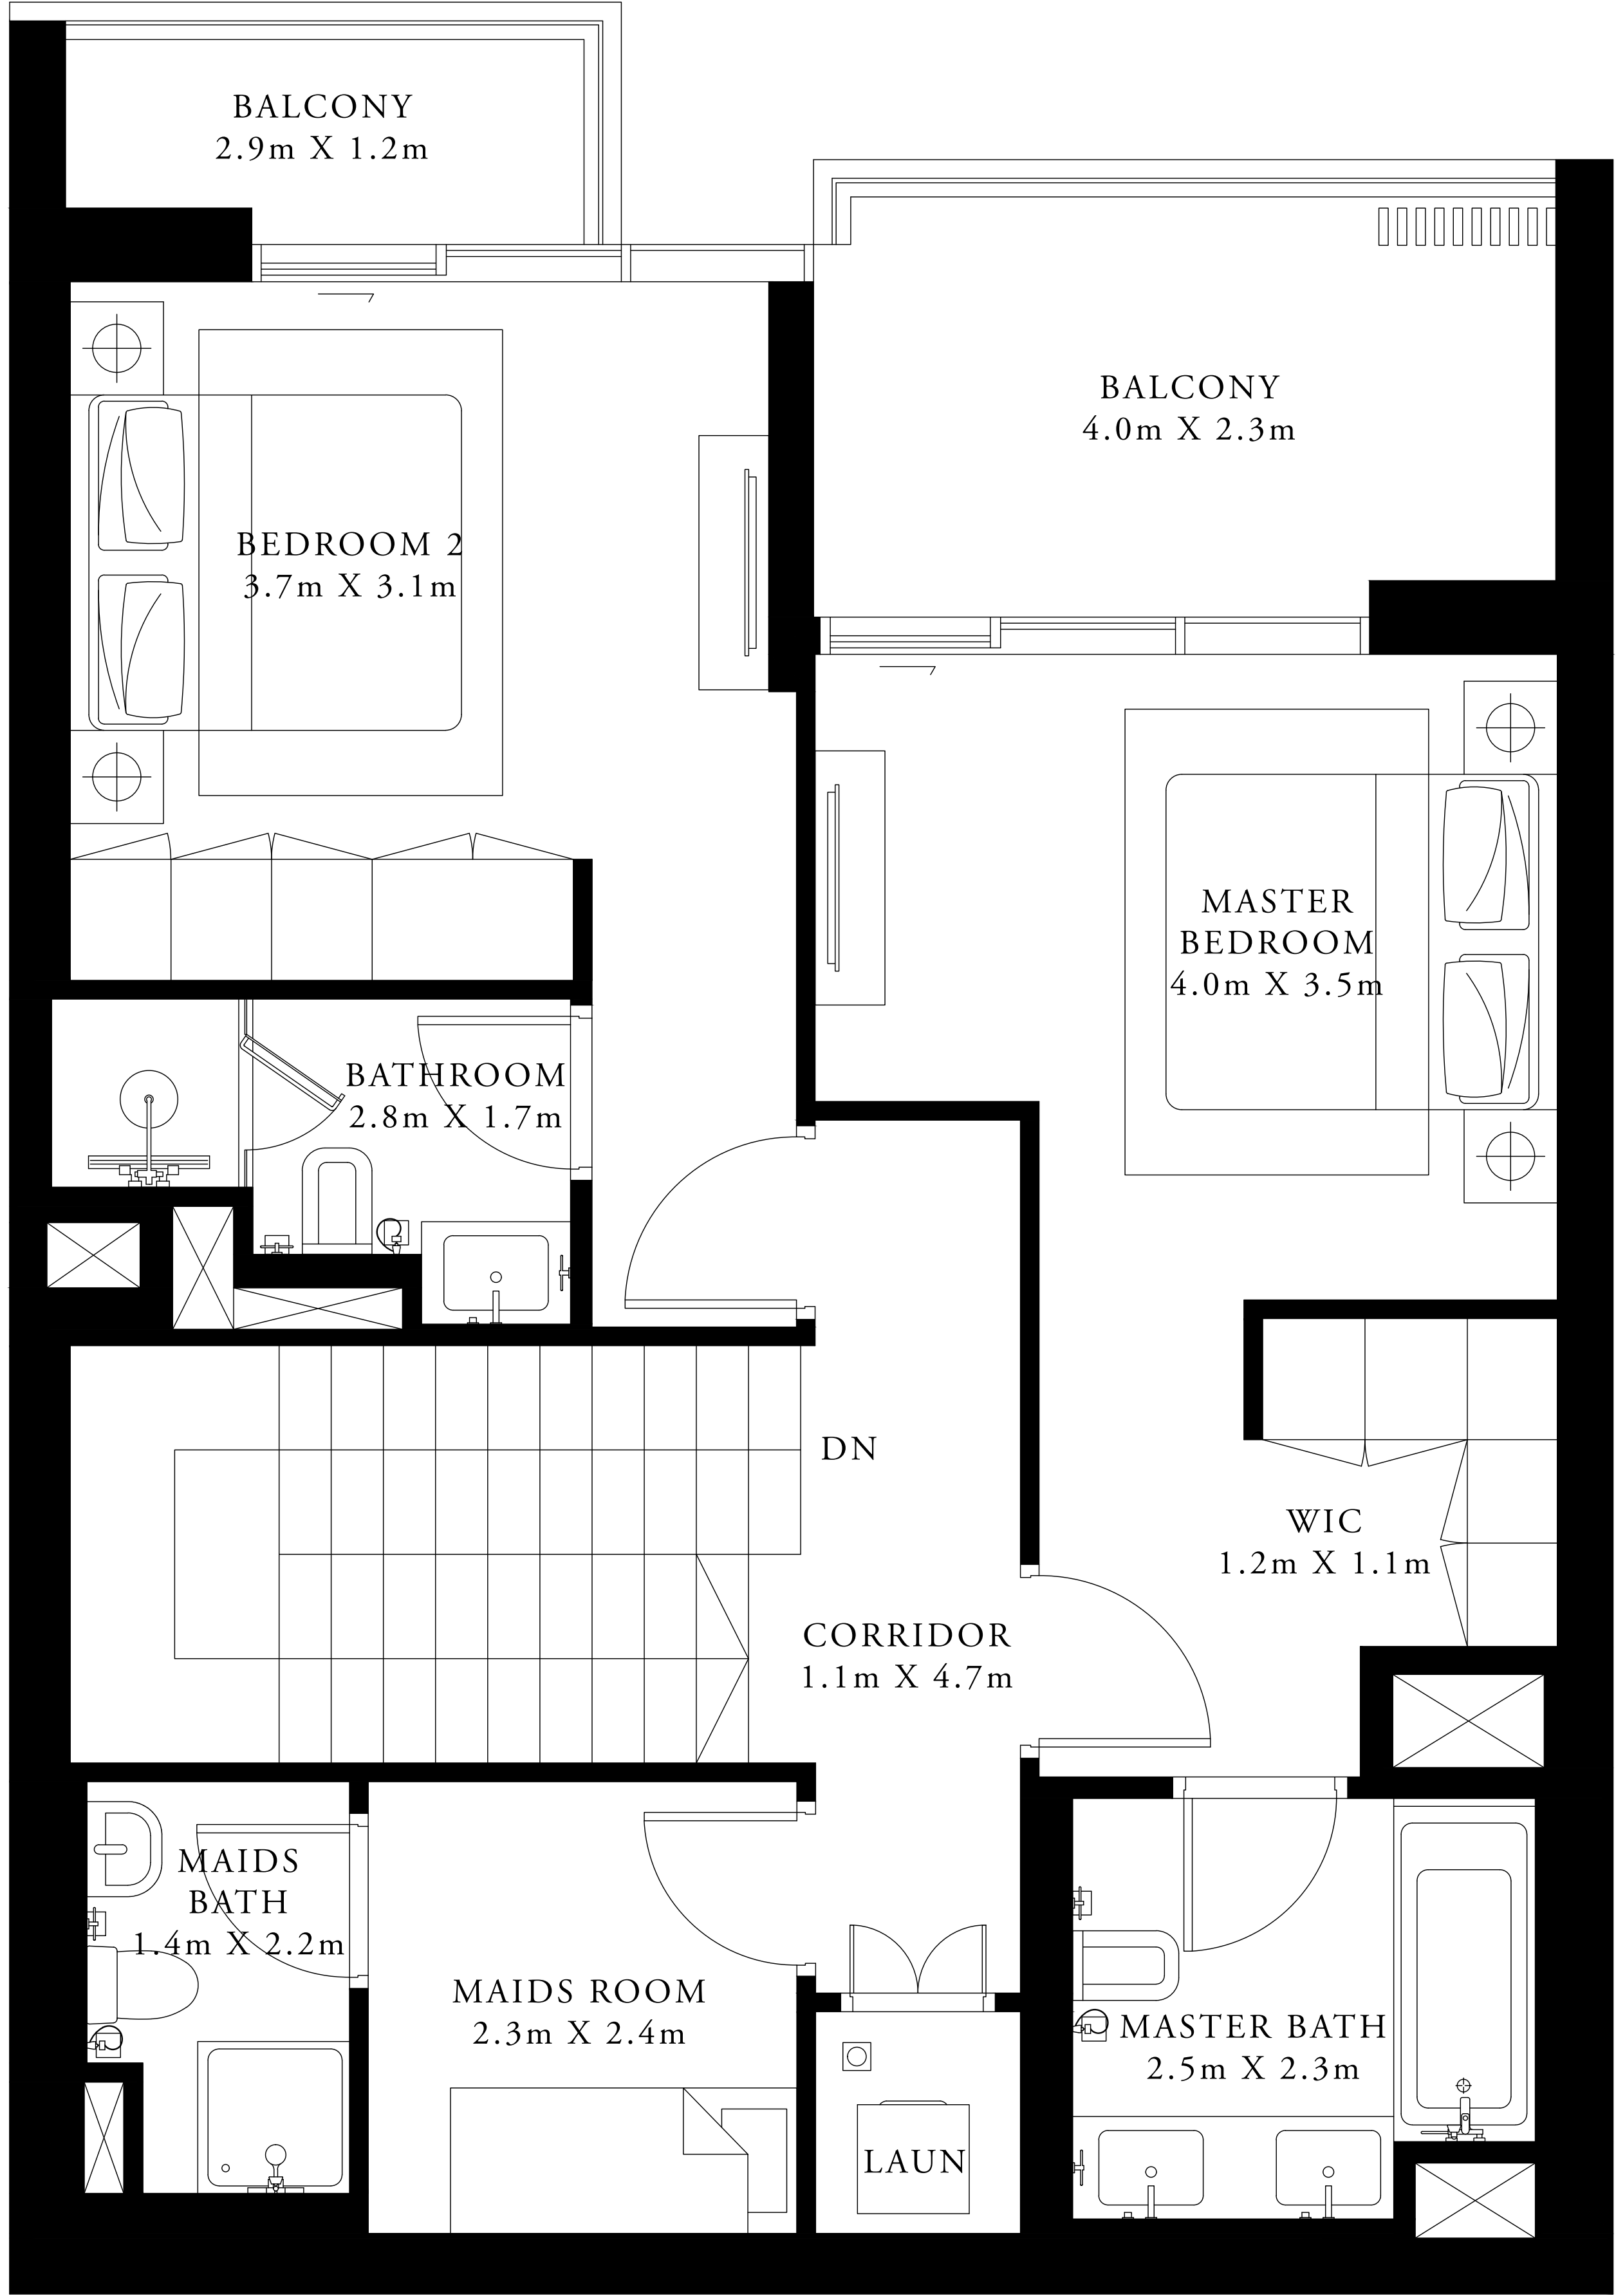 BALCONY
2.9m X 1.2m
BALCONY
4.0m X 2.3m
BEDROOM 2
3.7m X 3.1m
MASTER
BEDROOM
4.0m X 3.5m
BATHROOM
2.8m X 1.7m
DN
WIC
1.2m X 1.1m
CORRIDOR
1.1m X 4.7m
MAIDS
BATH
1.4m X 2.2m
MAIDS ROOM
2.3m X 2.4m
MASTER BATH
2.5m X 2.3m
LAUN